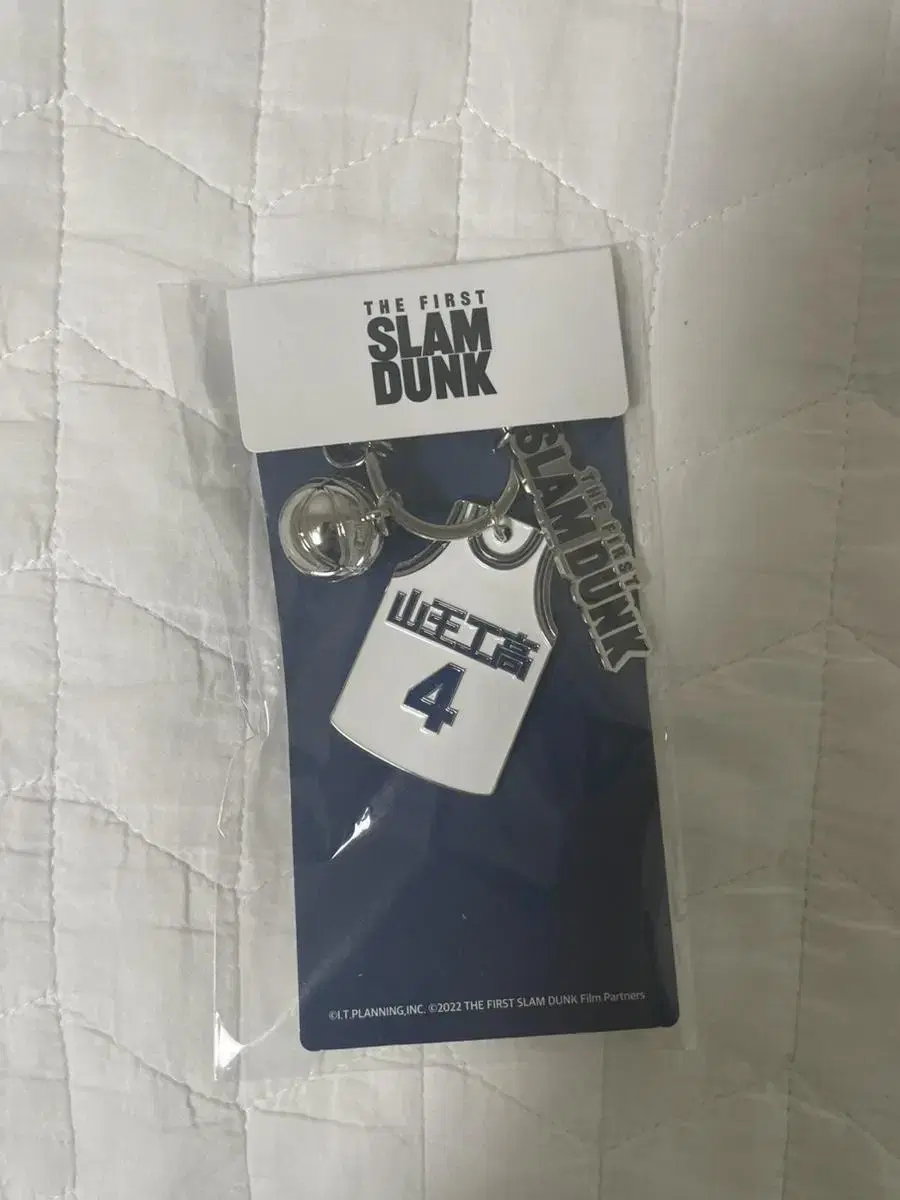 THE FIRST
SLAM
DUNK
THE FIRST
SLAM DUNK
山王工高
4
©I.T.PLANNING,INC. ©2022 THE FIRST SLAM DUNK Film Partners